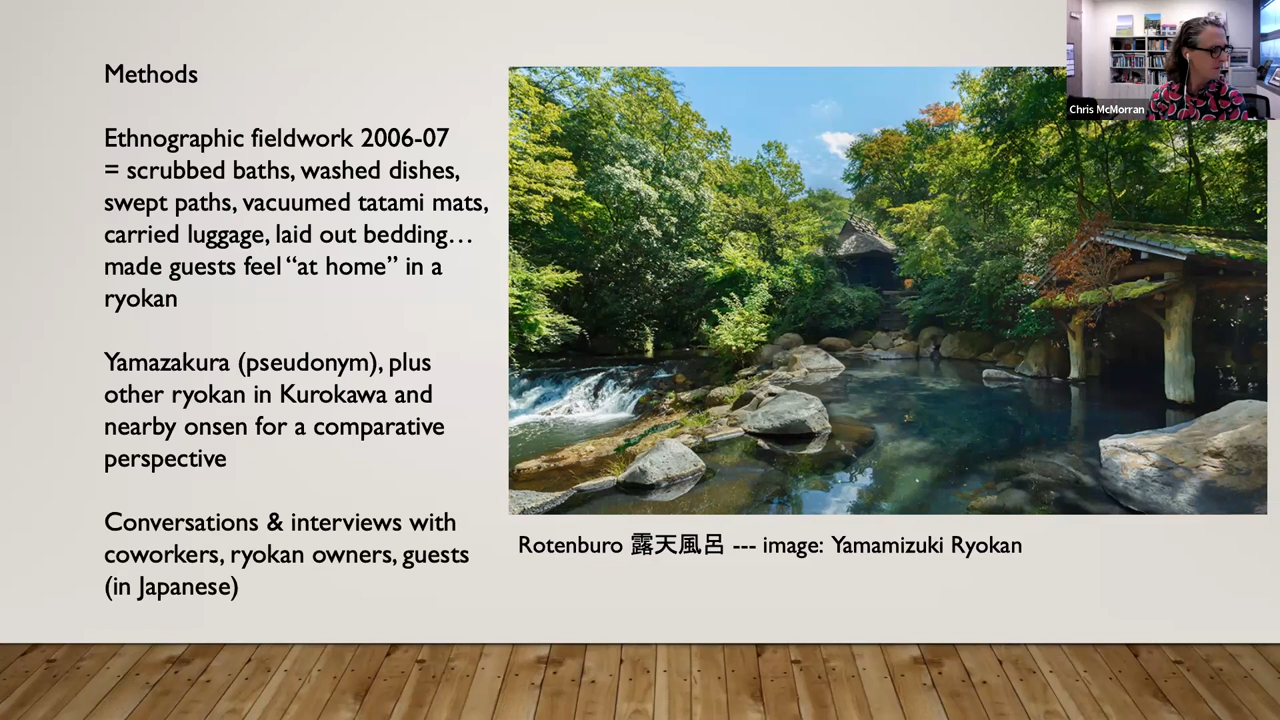 Methods
Ethnographic fieldwork 2006-07
= scrubbed baths, washed dishes,
swept paths, vacuumed tatami mats,
carried luggage, laid out bedding…
made guests feel “at home” in a
ryokan
Yamazakura (pseudonym), plus
other ryokan in Kurokawa and
nearby onsen for a comparative
perspective
Conversations & interviews with
coworkers, ryokan owners, guests
(in Japanese)
Rotenburo 露天風呂 --- image: Yamamizuki Ryokan
Chris McMorran